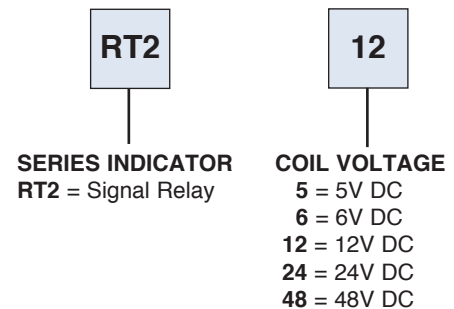 RT2
12
SERIES INDICATOR
RT2 = Signal Relay
COIL VOLTAGE
5 = 5V DC
6 = 6V DC
12 = 12V DC
24 = 24V DC
48 = 48V DC